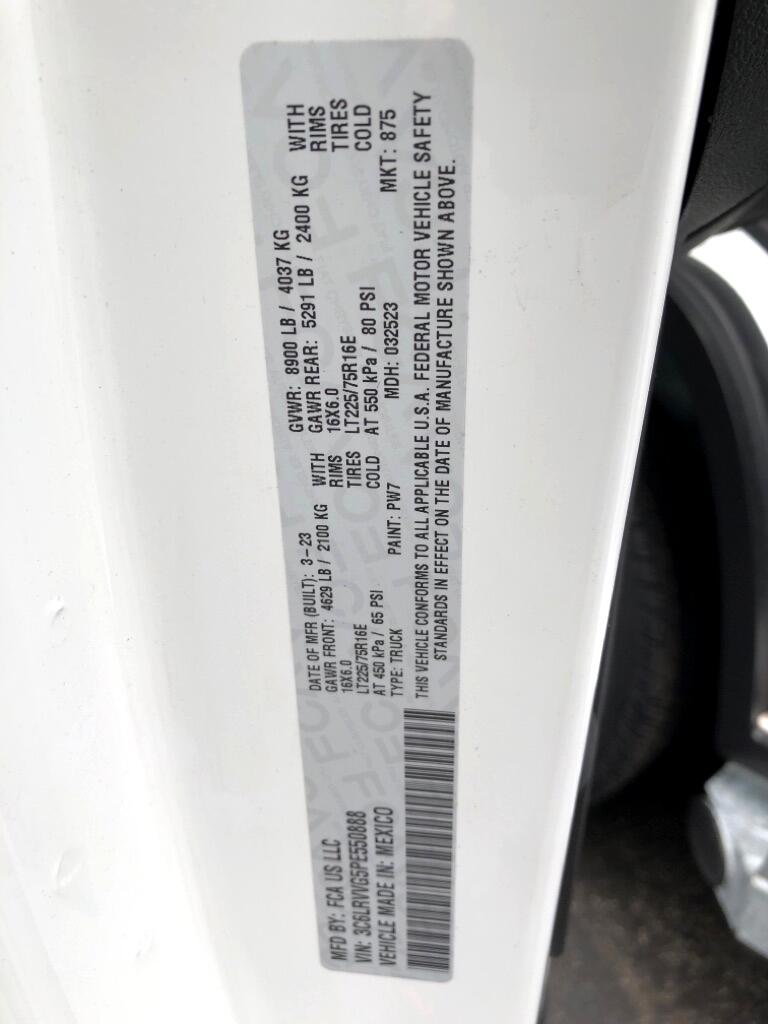 MFD BY: FCA US LLC
VIN: 3C6LRVVG5PE550888
VEHICLE MADE IN: MEXICO
DATE OF MFR (BUILT): 3-23
GAWR FRONT: 4629 LB / 2100 KG WITH
16X6.0 RIMS
LT225/75R16E TIRES
AT 450 kPa / 65 PSI COLD
GVWR: 8900 LB / 4037 KG
GAWR REAR: 5291 LB / 2400 KG WITH
16X6.0 RIMS
LT225/75R16E TIRES
AT 550 kPa / 80 PSI COLD
TYPE: TRUCK PAINT: PW7 MDH: 032523 MKT: 875
THIS VEHICLE CONFORMS TO ALL APPLICABLE U.S.A. FEDERAL MOTOR VEHICLE SAFETY
STANDARDS IN EFFECT ON THE DATE OF MANUFACTURE SHOWN ABOVE.